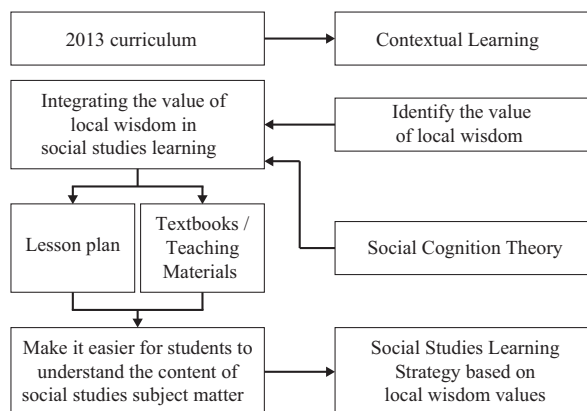 2013 curriculum
Contextual Learning
Integrating the value of
local wisdom in
social studies learning
Identify the value
of local wisdom
Lesson plan
Textbooks /
Teaching
Materials
Social Cognition Theory
Make it easier for students to
understand the content of
social studies subject matter
Social Studies Learning
Strategy based on
local wisdom values